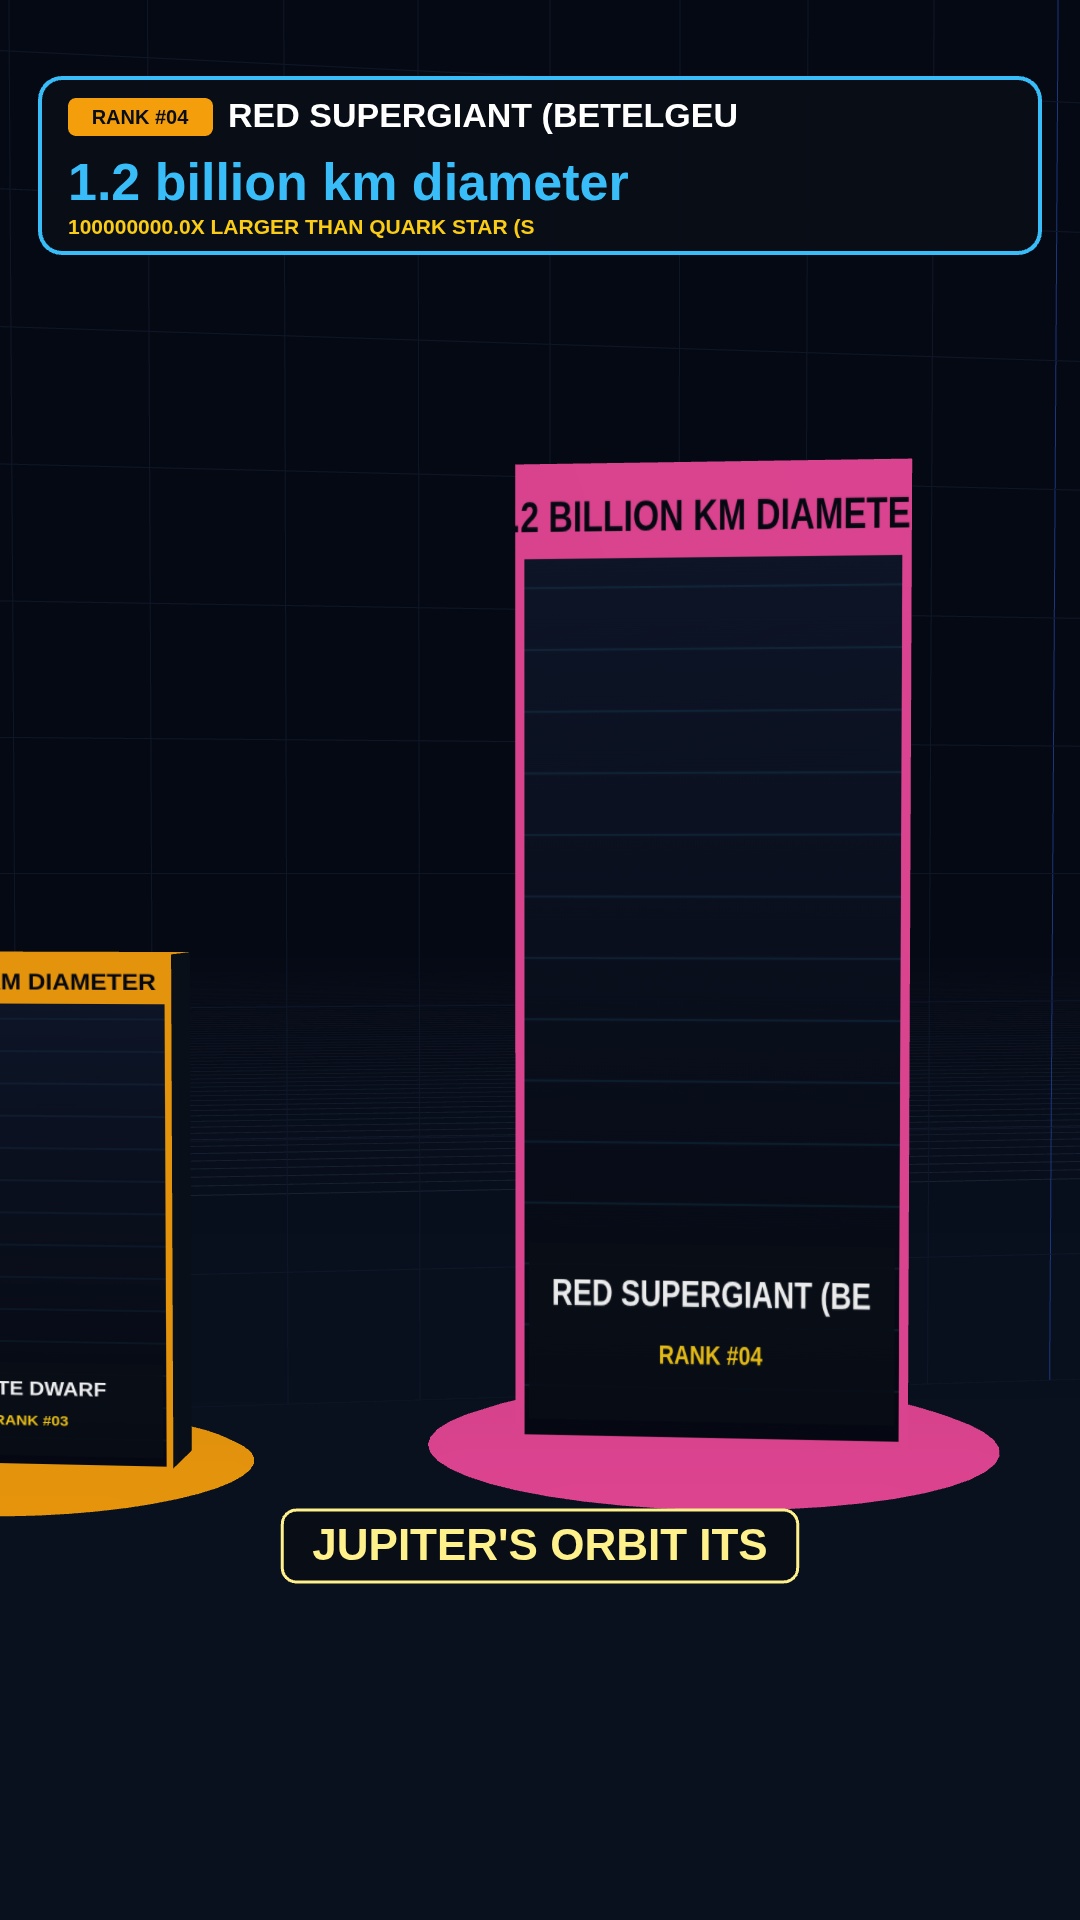 RANK #04 RED SUPERGIANT (BETELGEU
1.2 billion km diameter
100000000.0X LARGER THAN QUARK STAR (S
.2 BILLION KM DIAMETE
M DIAMETER
RED SUPERGIANT (BE
RANK #04
TE DWARF
RANK #03
JUPITER'S ORBIT ITS